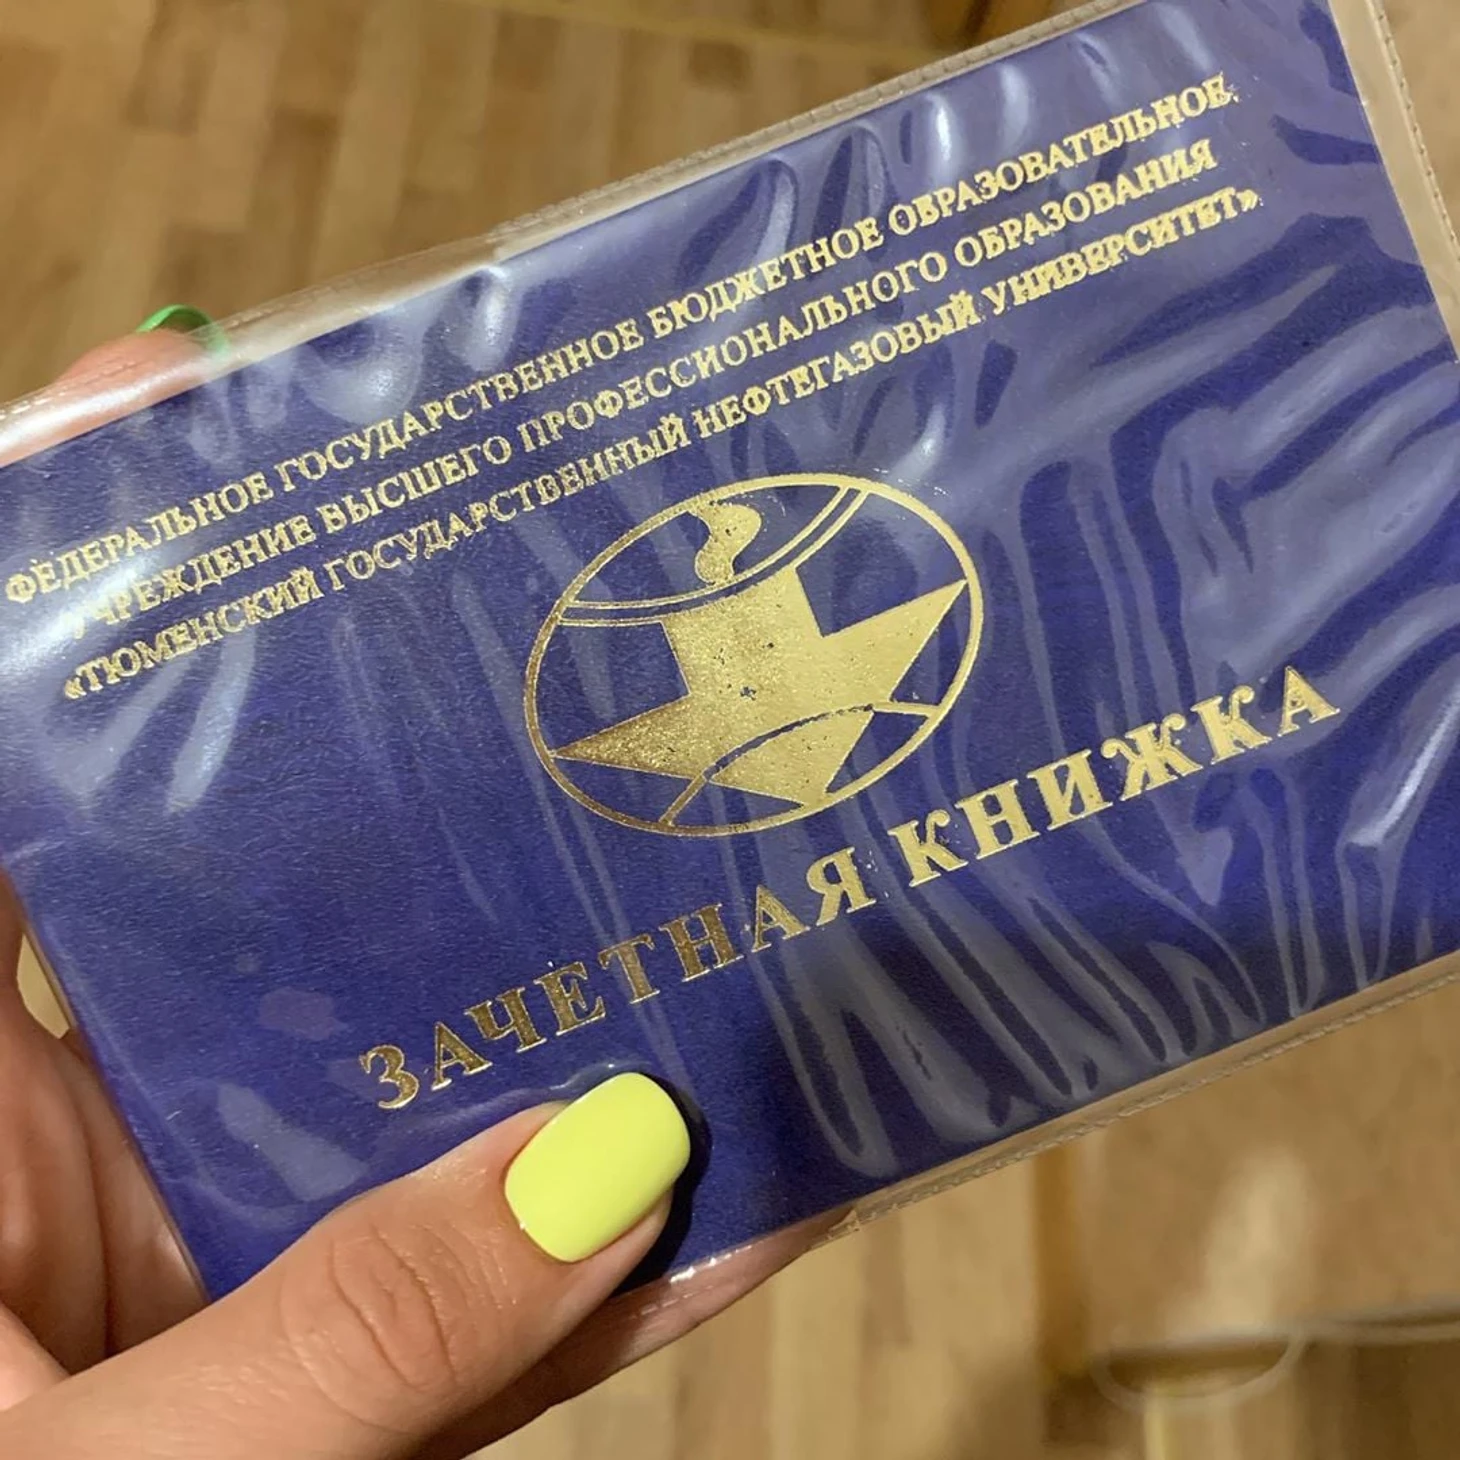 ФЕДЕРАЛЬНОЕ ГОСУДАРСТВЕННОЕ БЮДЖЕТНОЕ ОБРАЗОВАТЕЛЬНОЕ
УЧРЕЖДЕНИЕ ВЫСШЕГО ПРОФЕССИОНАЛЬНОГО ОБРАЗОВАНИЯ
«ТЮМЕНСКИЙ ГОСУДАРСТВЕННЫЙ НЕФТЕГАЗОВЫЙ УНИВЕРСИТЕТ»
ЗАЧЕТНАЯ КНИЖКА